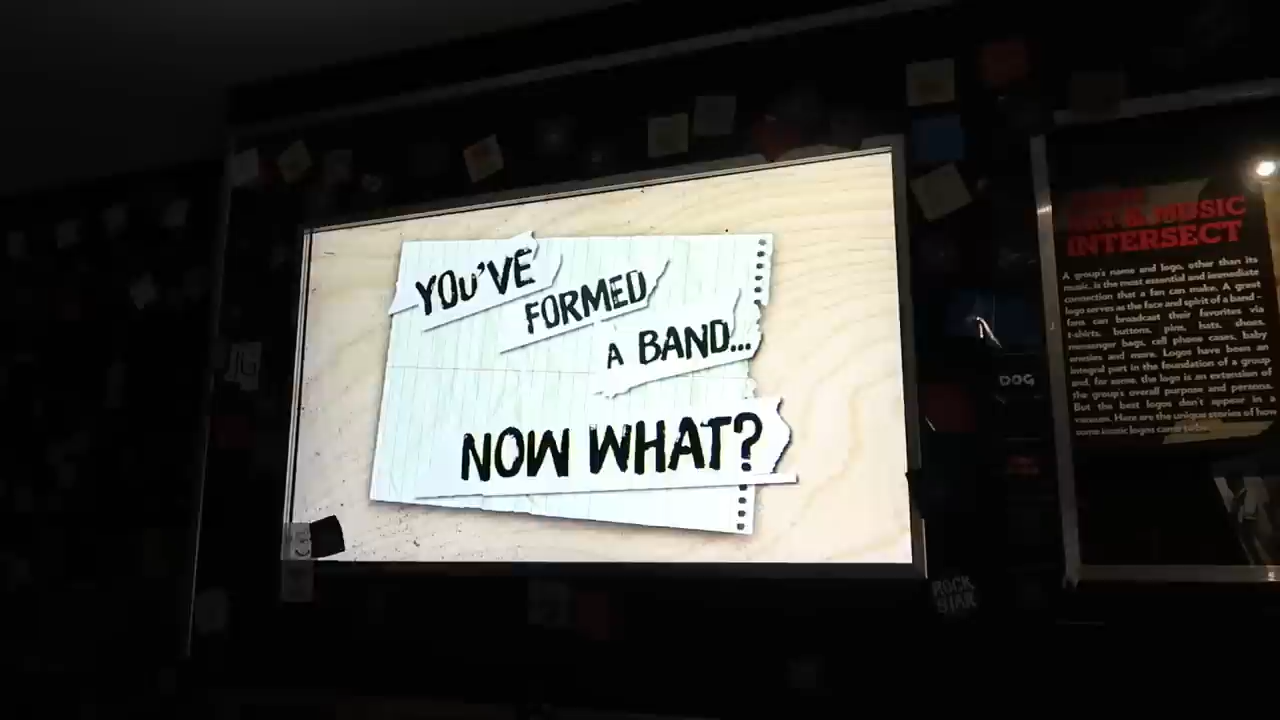 YOU'VE
FORMED
A BAND...
NOW WHAT?
ART & MUSIC
INTERSECT
A group's name and logo, other than its
music, is the most essential and immediate
connection that a fan can make. A great
logo serves as the face and spirit of a band –
fans can broadcast their favorites via
t-shirts, buttons, pins, hats, shoes,
messenger bags, cell phone cases, baby
onesies and more. Logos have been an
integral part in the foundation of a group
and, for some, the logo is an extension of
the group's overall purpose and persona.
But the best logos don't appear in a
vacuum. Here are the unique stories of how
some iconic logos came to be.
DOG
ROCK
STAR
5